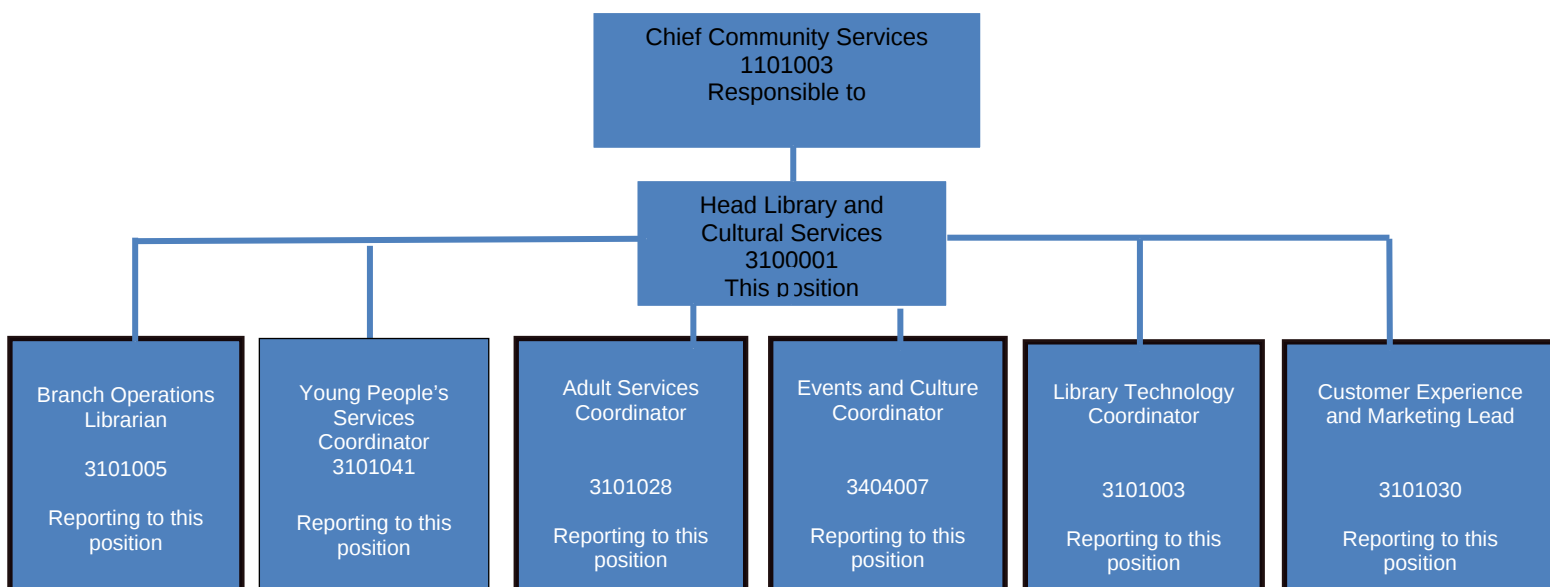 Chief Community Services
1101003
Responsible to
Head Library and
Cultural Services
3100001
This position
Branch Operations
Librarian
3101005
Reporting to this
position
Young People’s
Services
Coordinator
3101041
Reporting to this
position
Adult Services
Coordinator
3101028
Reporting to this
position
Events and Culture
Coordinator
3404007
Reporting to this
position
Library Technology
Coordinator
3101003
Reporting to this
position
Customer Experience
and Marketing Lead
3101030
Reporting to this
position